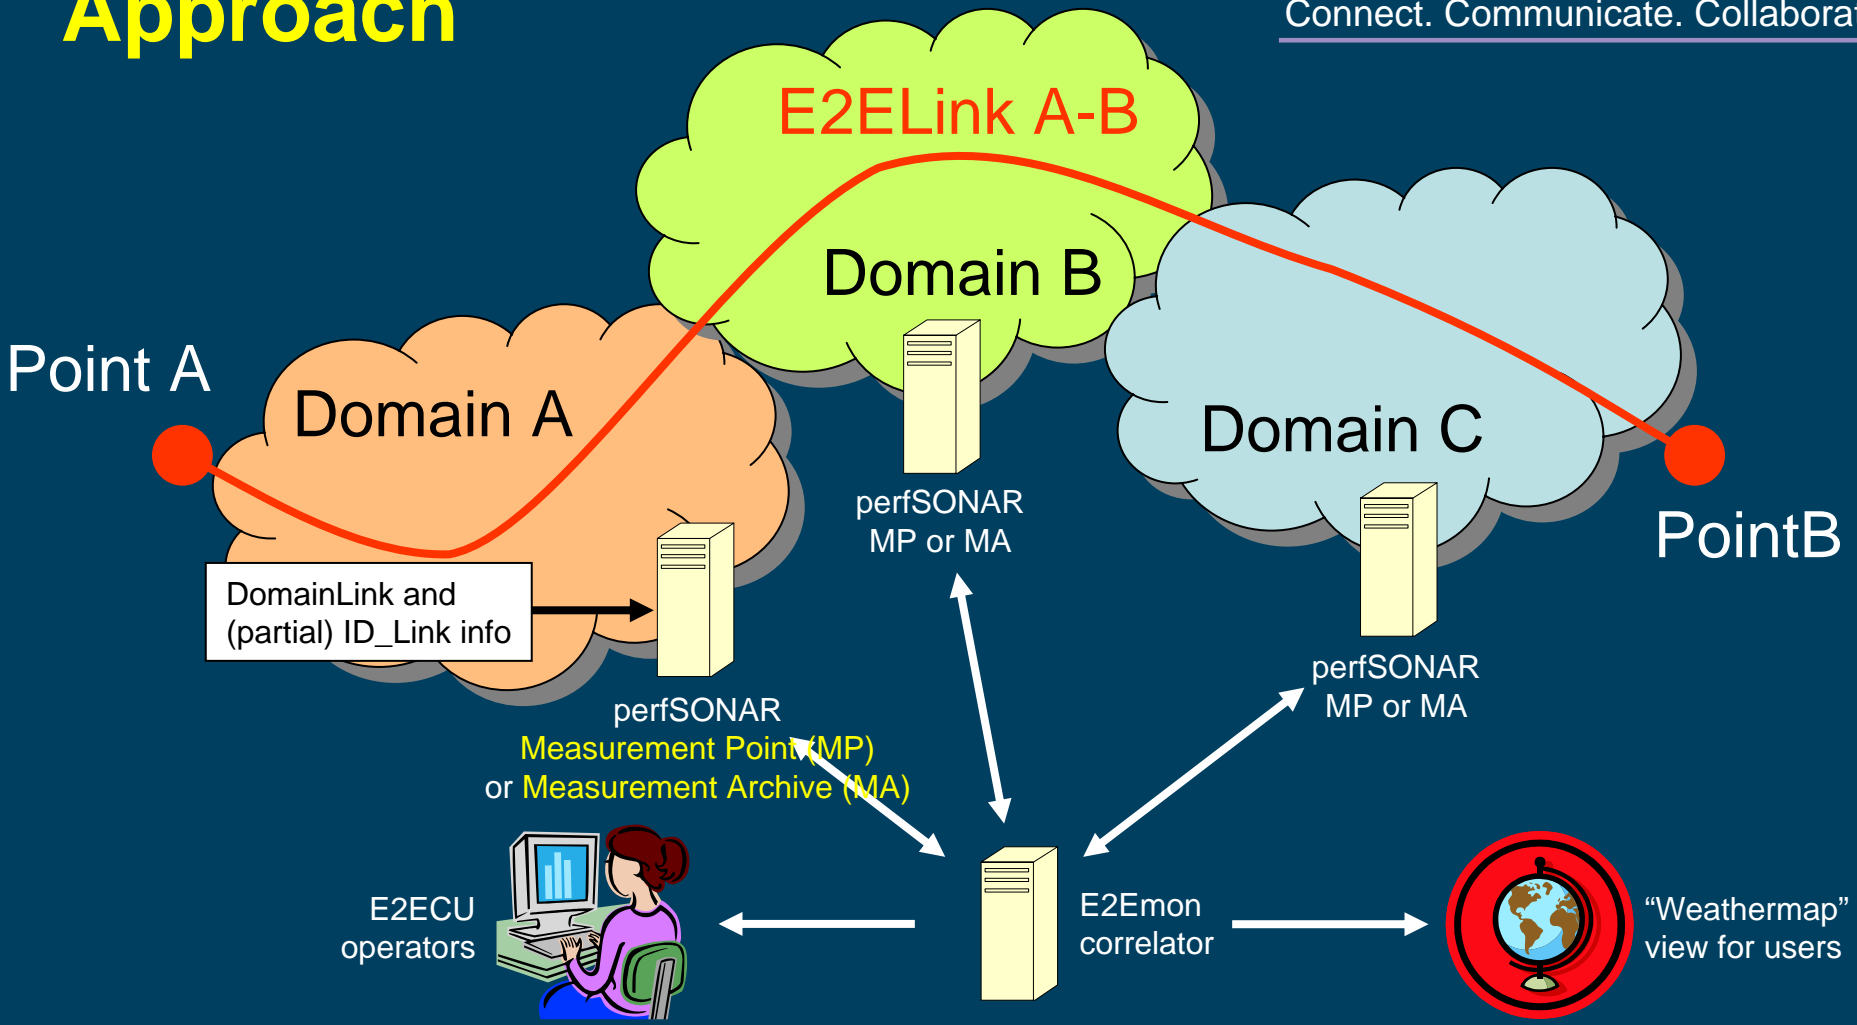 Approach
Connect. Communicate. Collaborat
E2ELink A-B
Domain B
Point A
Domain A
Domain C
perfSONAR
MP or MA
PointB
DomainLink and
(partial) ID_Link info
perfSONAR
MP or MA
perfSONAR
Measurement Point (MP)
or Measurement Archive (MA)
E2ECU
operators
E2Emon
correlator
“Weathermap”
view for users